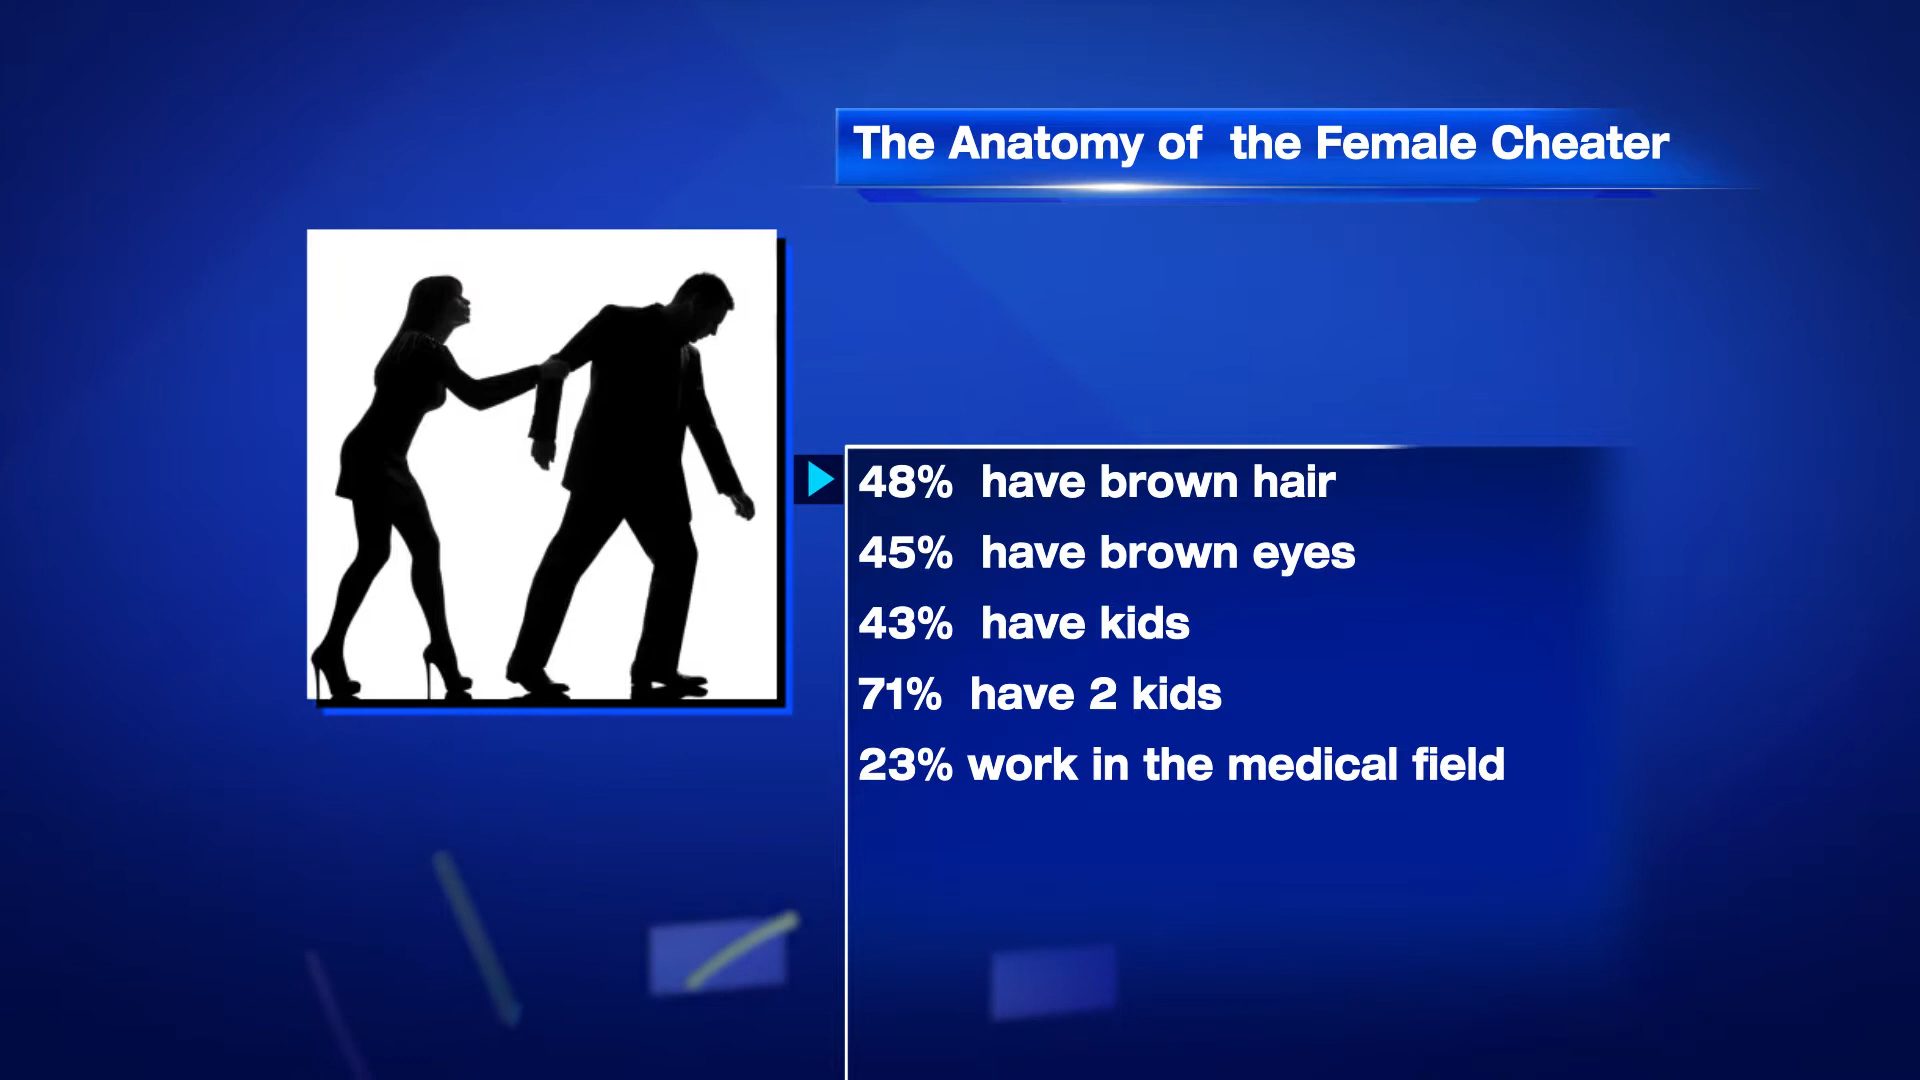 The Anatomy of the Female Cheater
48% have brown hair
45% have brown eyes
43% have kids
71% have 2 kids
23% work in the medical field